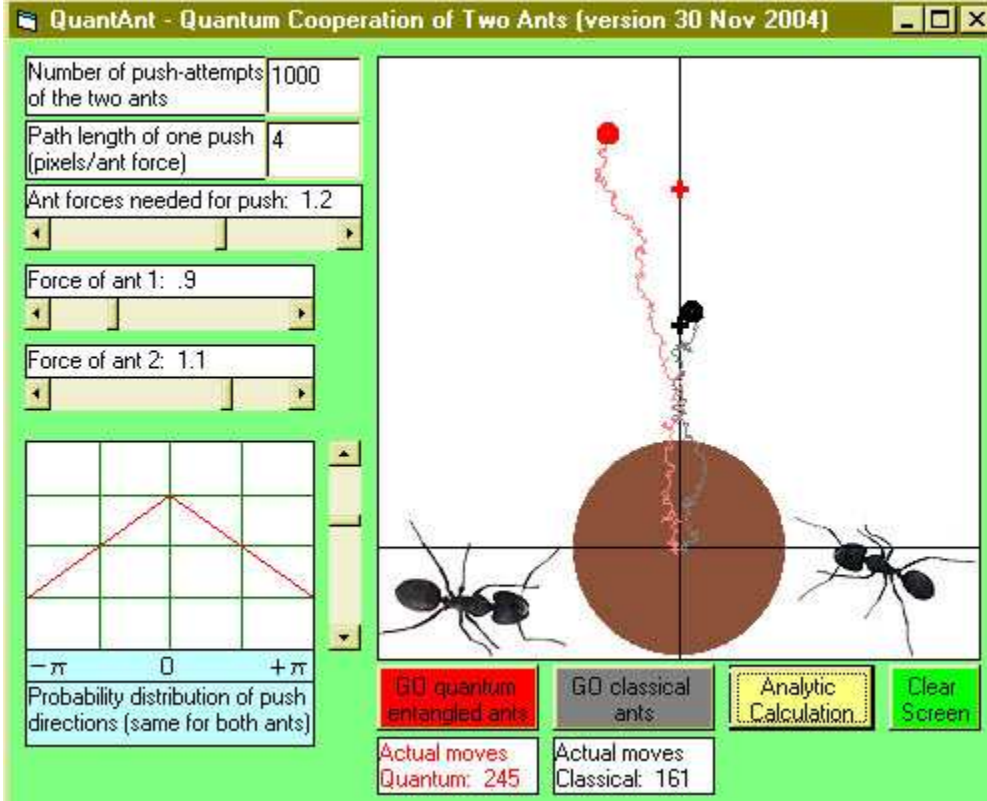 QuantAnt - Quantum Cooperation of Two Ants (version 30 Nov 2004)
Number of push-attempts
of the two ants
1000
Path length of one push
(pixels/ant force)
4
Ant forces needed for push: 1.2
Force of ant 1: .9
Force of ant 2: 1.1
-π 0 +π
Probability distribution of push
directions (same for both ants)
GO quantum
entangled ants
GO classical
ants
Analytic
Calculation
Clear
Screen
Actual moves
Quantum: 245
Actual moves
Classical: 161